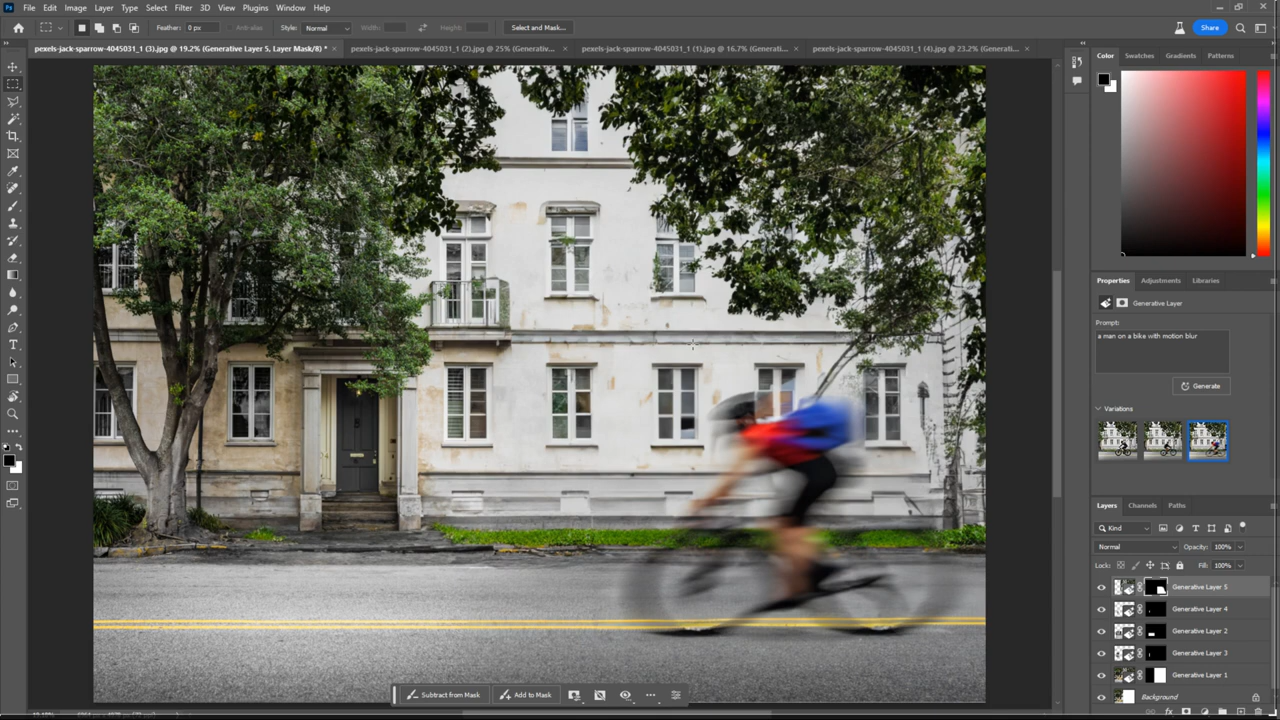 File Edit Image Layer Type Select Filter 3D View Plugins Window Help
Feather: 0 px Anti-alias Style: Normal Width: Height: Select and Mask... Share
pexels-jack-sparrow-4045031_1 (3).jpg @ 19.2% (Generative Layer 5, Layer Mask/8) * pexels-jack-sparrow-4045031_1 (2).jpg @ 25% (Generativ... pexels-jack-sparrow-4045031_1 (1).jpg @ 16.7% (Generati... pexels-jack-sparrow-4045031_1 (4).jpg @ 23.2% (Generati...
Color Swatches Gradients Patterns
Properties Adjustments Libraries
Generative Layer
Prompt:
a man on a bike with motion blur
Generate
Variations
Layers Channels Paths
Kind
Normal Opacity: 100%
Lock: Fill: 100%
Generative Layer 5
Generative Layer 4
Generative Layer 2
Generative Layer 3
Generative Layer 1
Background
Subtract from Mask Add to Mask